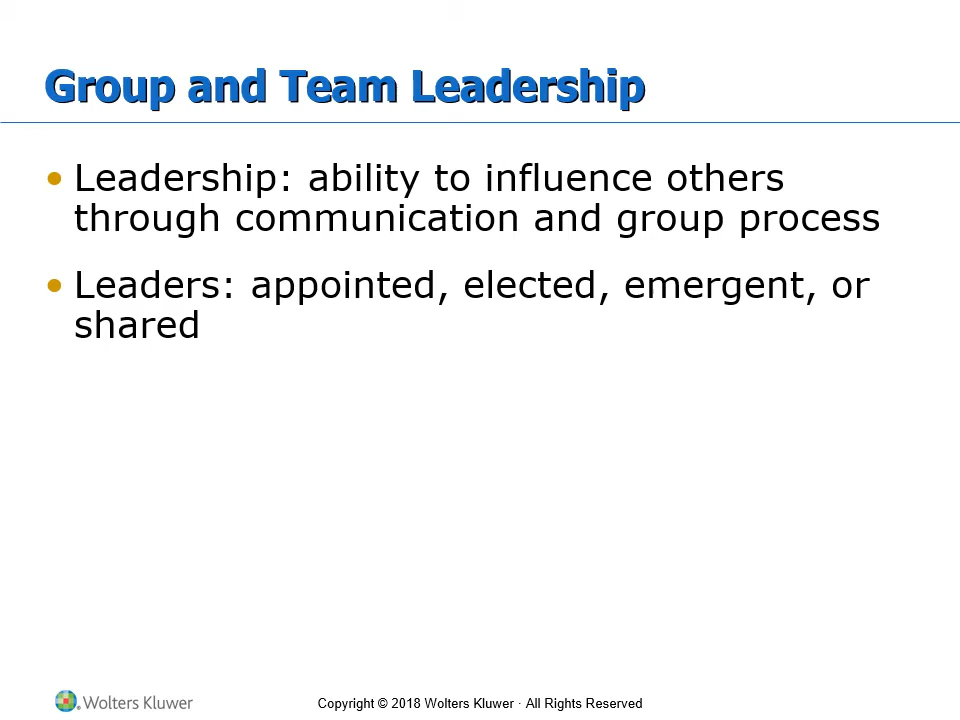 Group and Team Leadership
• Leadership: ability to influence others
through communication and group process
• Leaders: appointed, elected, emergent, or
shared
Wolters Kluwer
Copyright © 2018 Wolters Kluwer · All Rights Reserved